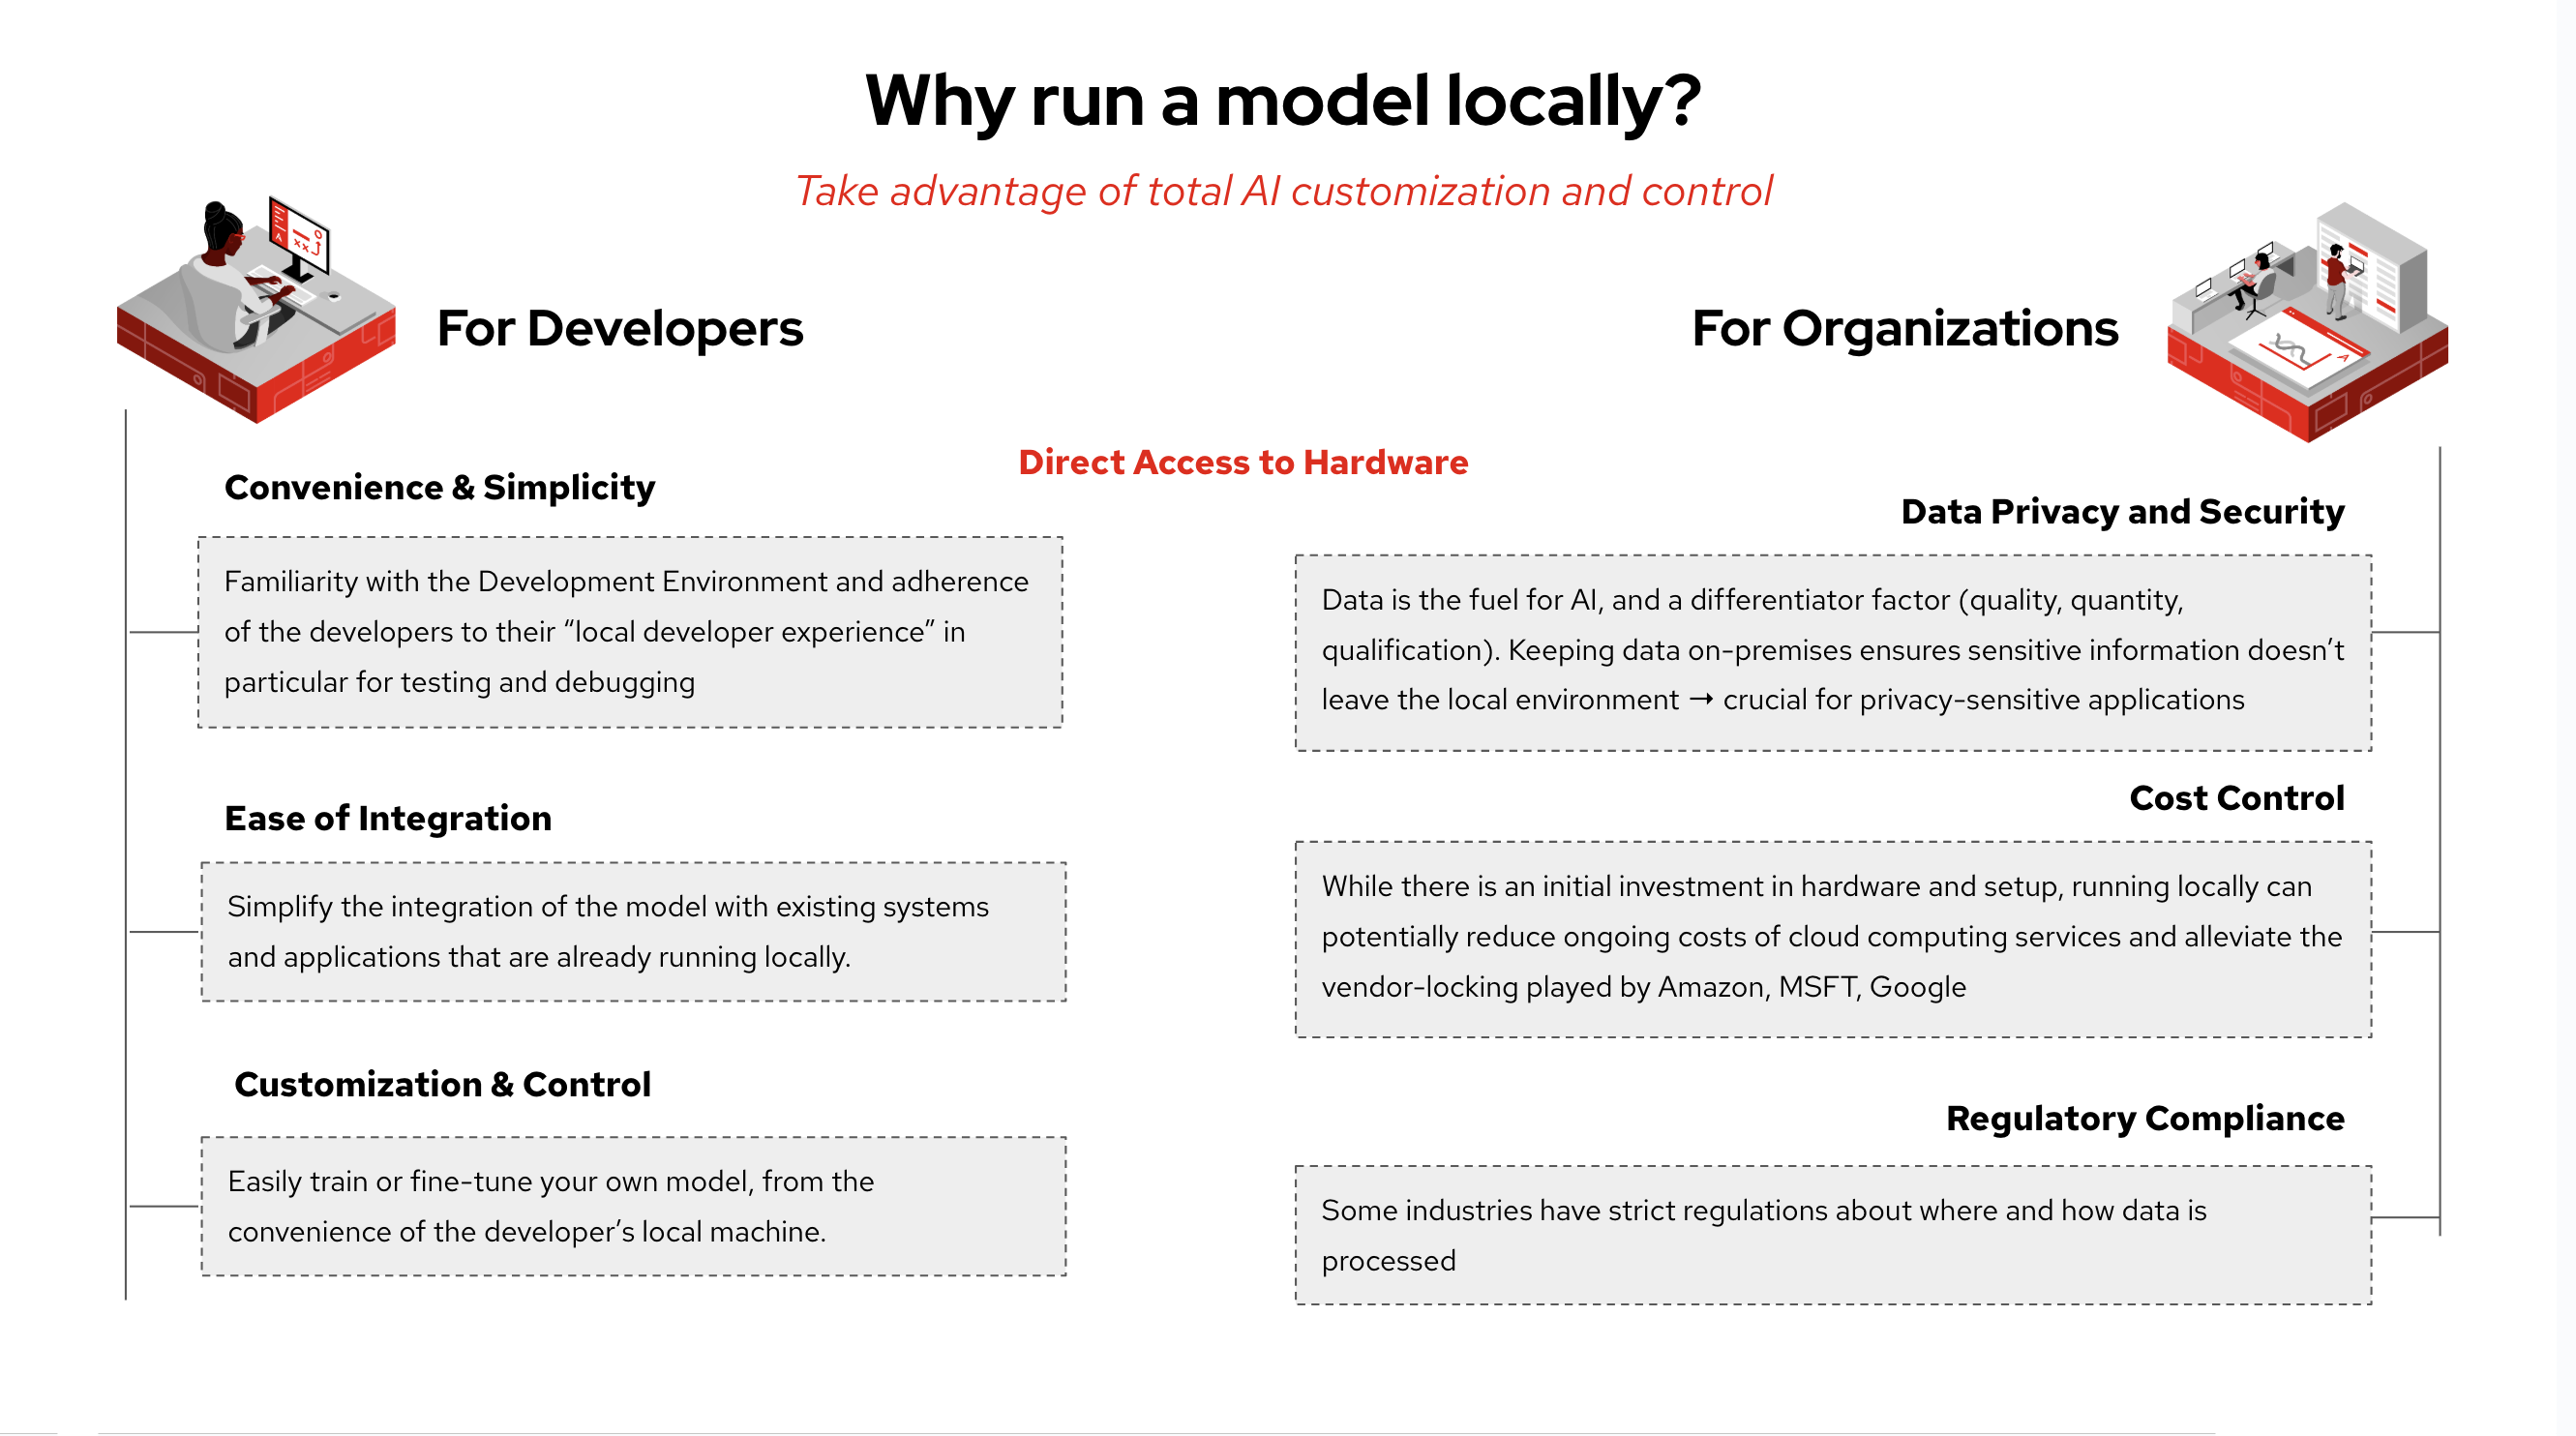 Why run a model locally?
Take advantage of total AI customization and control
For Developers
For Organizations
Direct Access to Hardware
Convenience & Simplicity
Familiarity with the Development Environment and adherence
of the developers to their “local developer experience” in
particular for testing and debugging
Ease of Integration
Simplify the integration of the model with existing systems
and applications that are already running locally.
Customization & Control
Easily train or fine-tune your own model, from the
convenience of the developer’s local machine.
Data Privacy and Security
Data is the fuel for AI, and a differentiator factor (quality, quantity,
qualification). Keeping data on-premises ensures sensitive information doesn’t
leave the local environment → crucial for privacy-sensitive applications
Cost Control
While there is an initial investment in hardware and setup, running locally can
potentially reduce ongoing costs of cloud computing services and alleviate the
vendor-locking played by Amazon, MSFT, Google
Regulatory Compliance
Some industries have strict regulations about where and how data is
processed